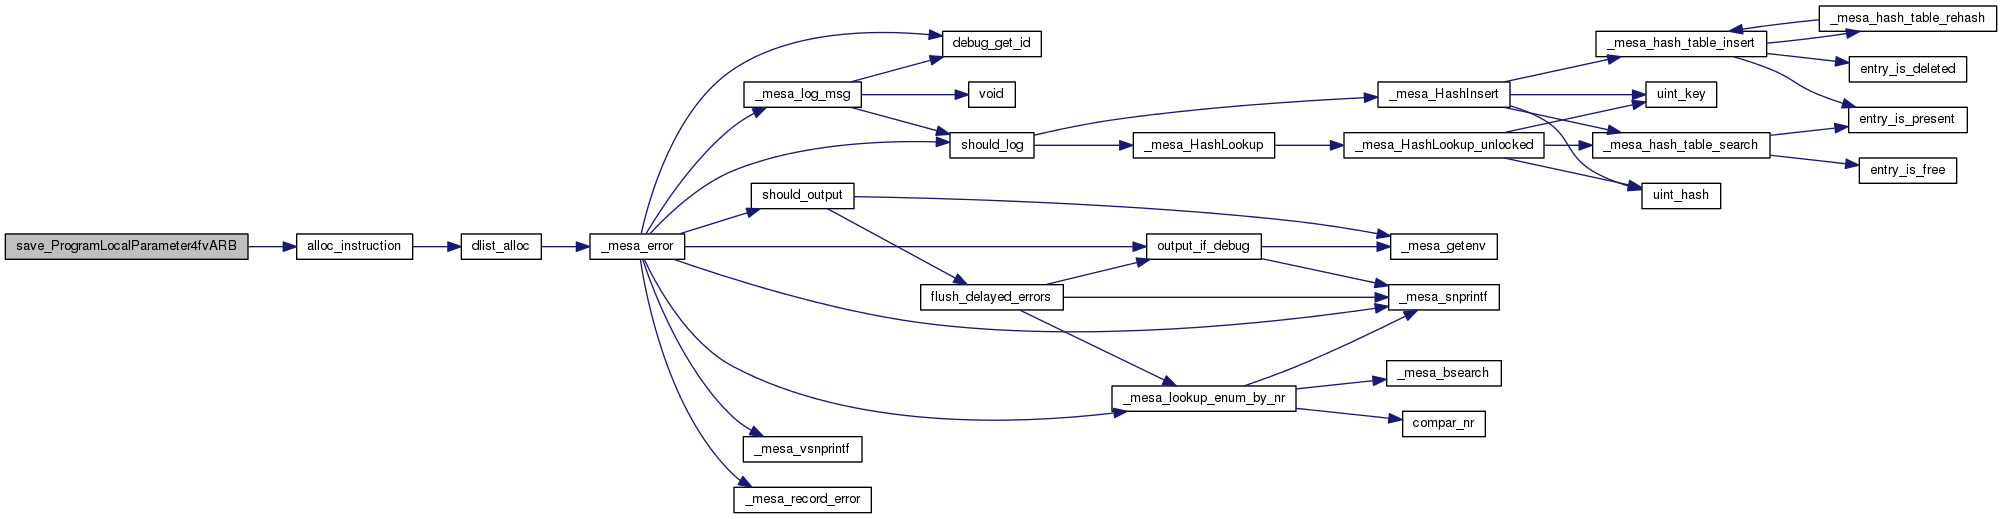 save_ProgramLocalParameter4fvARB
alloc_instruction
dlist_alloc
_mesa_error
debug_get_id
_mesa_log_msg
void
should_log
should_output
flush_delayed_errors
output_if_debug
_mesa_lookup_enum_by_nr
_mesa_vsnprintf
_mesa_record_error
_mesa_HashLookup
_mesa_HashInsert
_mesa_HashLookup_unlocked
_mesa_getenv
_mesa_snprintf
_mesa_bsearch
compar_nr
_mesa_hash_table_insert
uint_key
_mesa_hash_table_search
uint_hash
_mesa_hash_table_rehash
entry_is_deleted
entry_is_present
entry_is_free